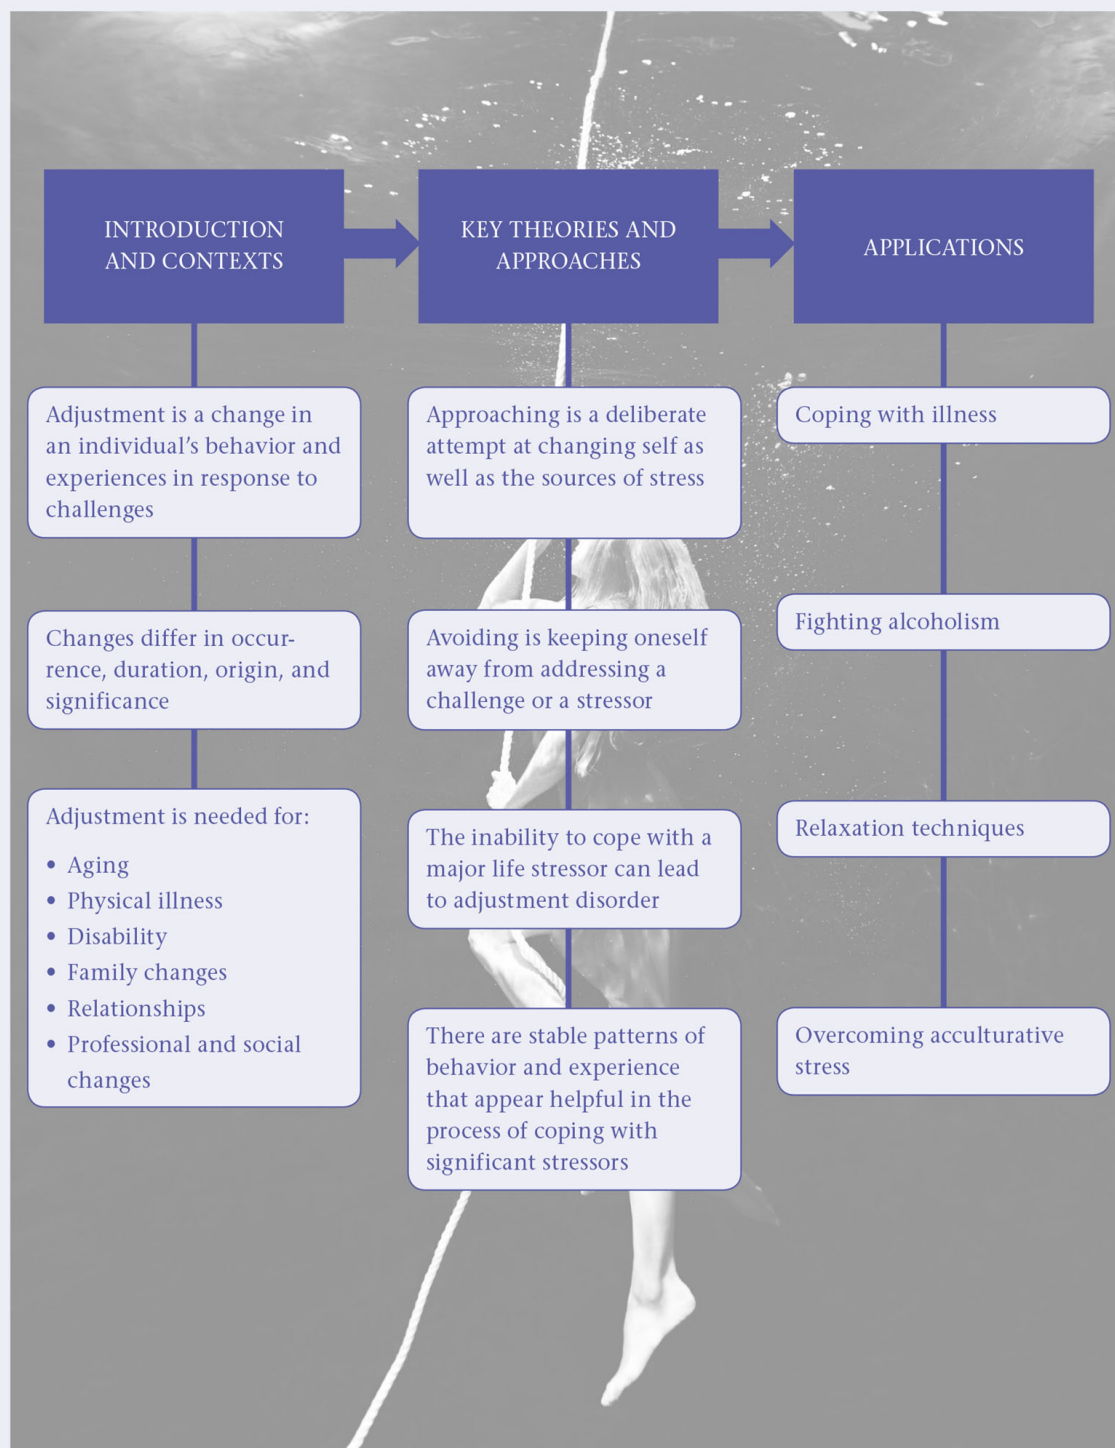 INTRODUCTION
AND CONTEXTS
KEY THEORIES AND
APPROACHES
APPLICATIONS
Adjustment is a change in
an individual’s behavior and
experiences in response to
challenges
Changes differ in occur-
rence, duration, origin, and
significance
Adjustment is needed for:
• Aging
• Physical illness
• Disability
• Family changes
• Relationships
• Professional and social
changes
Approaching is a deliberate
attempt at changing self as
well as the sources of stress
Avoiding is keeping oneself
away from addressing a
challenge or a stressor
The inability to cope with a
major life stressor can lead
to adjustment disorder
There are stable patterns of
behavior and experience
that appear helpful in the
process of coping with
significant stressors
Coping with illness
Fighting alcoholism
Relaxation techniques
Overcoming acculturative
stress